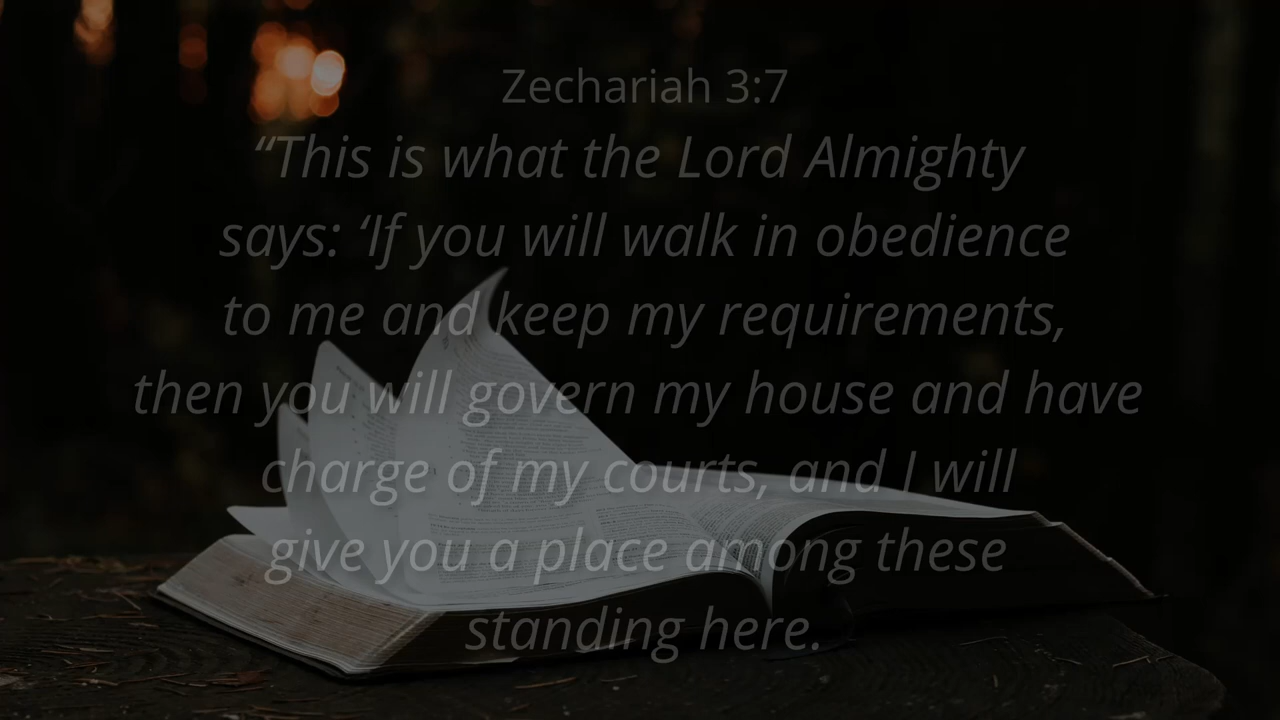 Zechariah 3:7
“This is what the Lord Almighty
says: ‘If you will walk in obedience
to me and keep my requirements,
then you will govern my house and have
charge of my courts, and I will
give you a place among these
standing here.